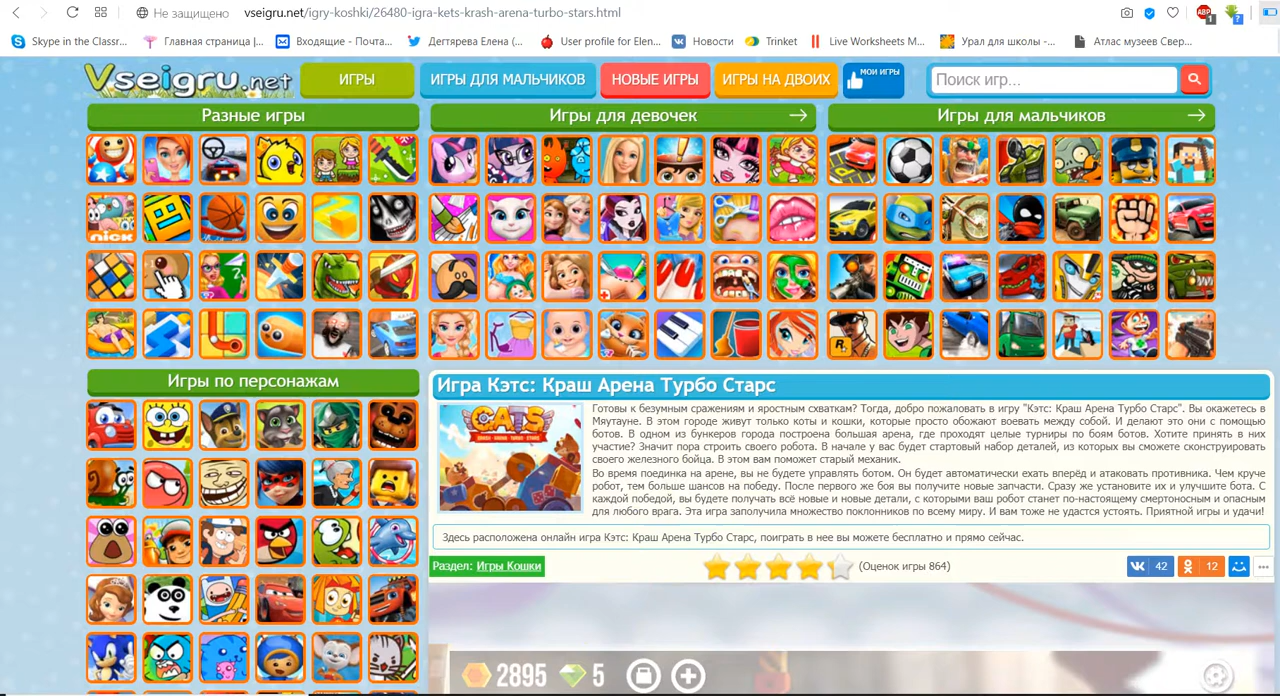 Не защищено
vseigru.net/igry-koshki/26480-igra-kets-krash-arena-turbo-stars.html
ABP
1
?
Skype in the Classr...
Главная страница |...
Входящие - Почта...
Дегтярева Елена (...
User profile for Elen...
Новости
Trinket
Live Worksheets M...
Урал для школы -...
Атлас музеев Свер...
Vseigru.net
ИГРЫ
ИГРЫ ДЛЯ МАЛЬЧИКОВ
НОВЫЕ ИГРЫ
ИГРЫ НА ДВОИХ
МОИ ИГРЫ
Поиск игр...
Разные игры
Игры для девочек
Игры для мальчиков
nick
?
R
Игры по персонажам
Игра Кэтс: Краш Арена Турбо Старс
CATS
CRASH ARENA TURBO STARS
Готовы к безумным сражениям и яростным схваткам? Тогда, добро пожаловать в игру "Кэтс: Краш Арена Турбо Старс". Вы окажетесь в
Мяутауне. В этом городе живут только коты и кошки, которые просто обожают воевать между собой. И делают это они с помощью
ботов. В одном из бункеров города построена большая арена, где проходят целые турниры по боям ботов. Хотите принять в них
участие? Значит пора строить своего робота. В начале у вас будет стартовый набор деталей, из которых вы сможете сконструировать
своего железного бойца. В этом вам поможет старый механик.
Во время поединка на арене, вы не будете управлять ботом. Он будет автоматически ехать вперёд и атаковать противника. Чем круче
робот, тем больше шансов на победу. После первого же боя вы получите новые запчасти. Сразу же установите их и улучшите бота. С
каждой победой, вы будете получать всё новые и новые детали, с которыми ваш робот станет по-настоящему смертоносным и опасным
для любого врага. Эта игра заполучила множество поклонников по всему миру. И вам тоже не удастся устоять. Приятной игры и удачи!
Здесь расположена онлайн игра Кэтс: Краш Арена Турбо Старс, поиграть в нее вы можете бесплатно и прямо сейчас.
Раздел: Игры Кошки
(Оценок игры 864)
42
12
2895
5